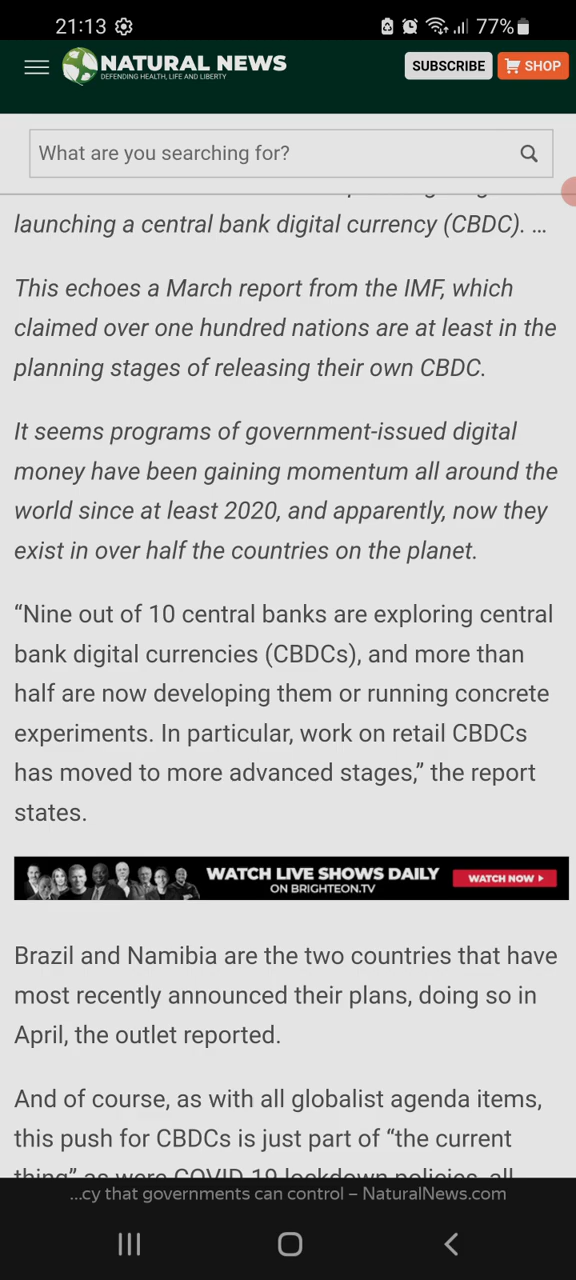 21:13
77%
NATURAL NEWS
DEFENDING HEALTH, LIFE AND LIBERTY
SUBSCRIBE
SHOP
What are you searching for?
launching a central bank digital currency (CBDC). ...
This echoes a March report from the IMF, which
claimed over one hundred nations are at least in the
planning stages of releasing their own CBDC.
It seems programs of government-issued digital
money have been gaining momentum all around the
world since at least 2020, and apparently, now they
exist in over half the countries on the planet.
“Nine out of 10 central banks are exploring central
bank digital currencies (CBDCs), and more than
half are now developing them or running concrete
experiments. In particular, work on retail CBDCs
has moved to more advanced stages,” the report
states.
WATCH LIVE SHOWS DAILY
ON BRIGHTEON.TV
WATCH NOW
Brazil and Namibia are the two countries that have
most recently announced their plans, doing so in
April, the outlet reported.
And of course, as with all globalist agenda items,
this push for CBDCs is just part of “the current
thing” as were COVID-19 lockdown policies, all
...cy that governments can control – NaturalNews.com